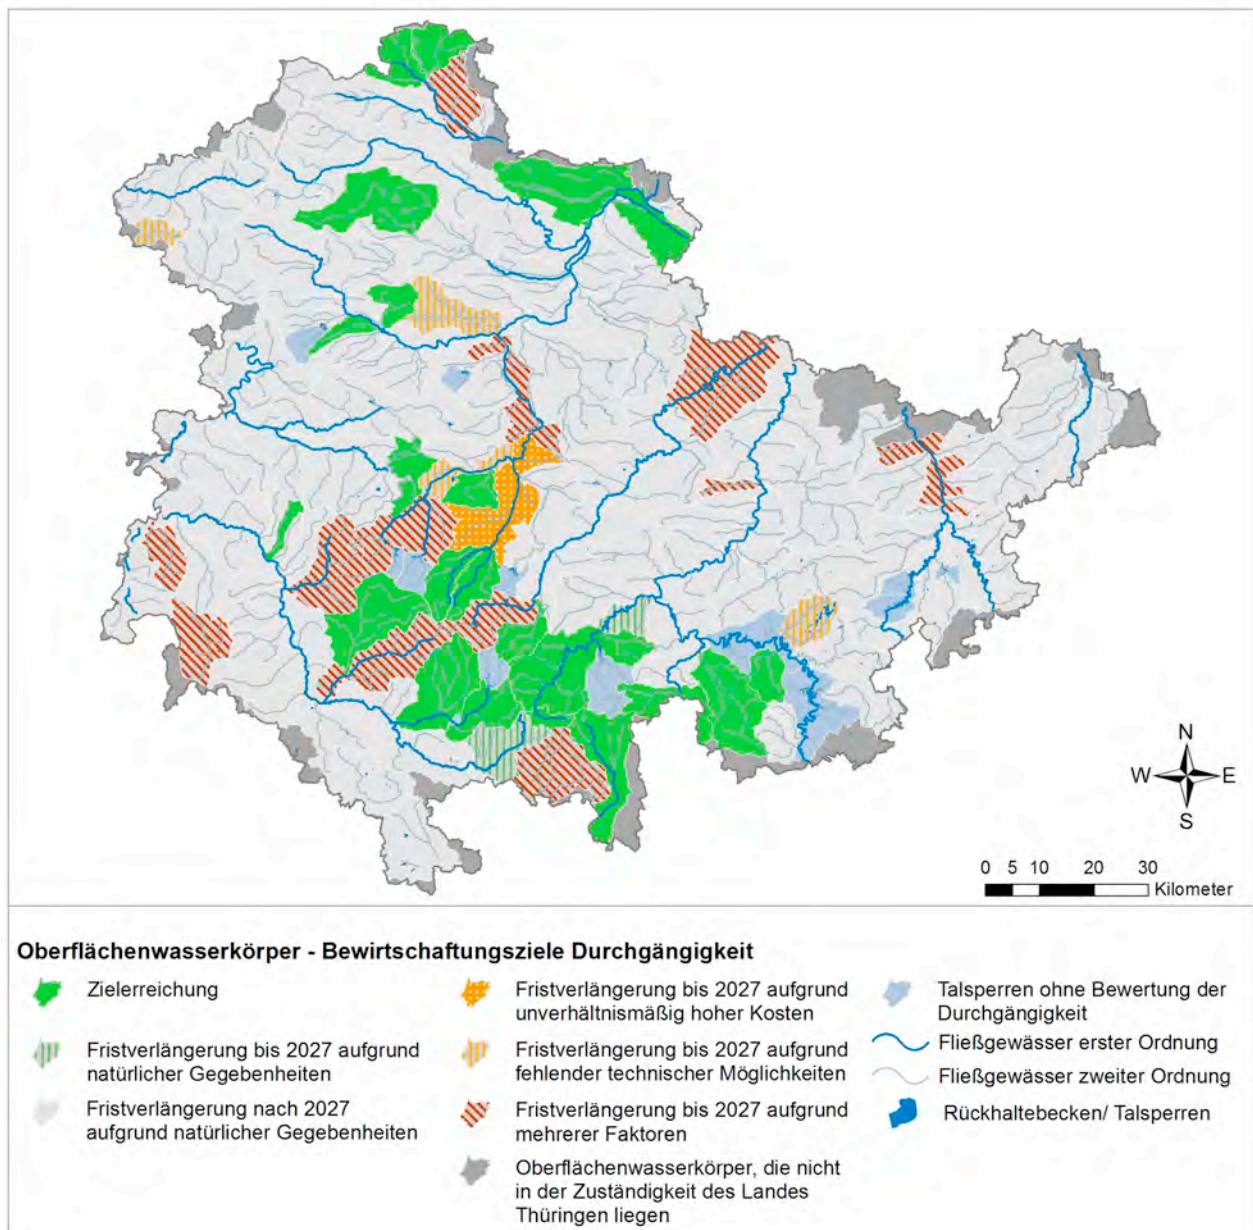 N
W
E
S
0 5 10 20 30
Kilometer
Oberflächenwasserkörper - Bewirtschaftungsziele Durchgängigkeit
Zielerreichung
Fristverlängerung bis 2027 aufgrund
natürlicher Gegebenheiten
Fristverlängerung nach 2027
aufgrund natürlicher Gegebenheiten
Fristverlängerung bis 2027 aufgrund
unverhältnismäßig hoher Kosten
Fristverlängerung bis 2027 aufgrund
fehlender technischer Möglichkeiten
Fristverlängerung bis 2027 aufgrund
mehrerer Faktoren
Oberflächenwasserkörper, die nicht
in der Zuständigkeit des Landes
Thüringen liegen
Talsperren ohne Bewertung der
Durchgängigkeit
Fließgewässer erster Ordnung
Fließgewässer zweiter Ordnung
Rückhaltebecken/ Talsperren